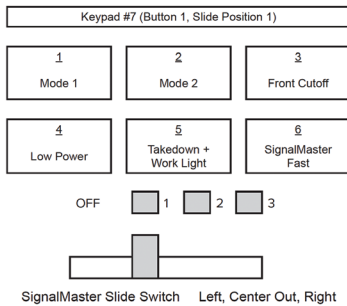 Keypad #7 (Button 1, Slide Position 1)
1 2 3
Mode 1 Mode 2 Front Cutoff
4 5 6
Low Power Takedown + Work Light SignalMaster Fast
OFF 1 2 3
SignalMaster Slide Switch Left, Center Out, Right